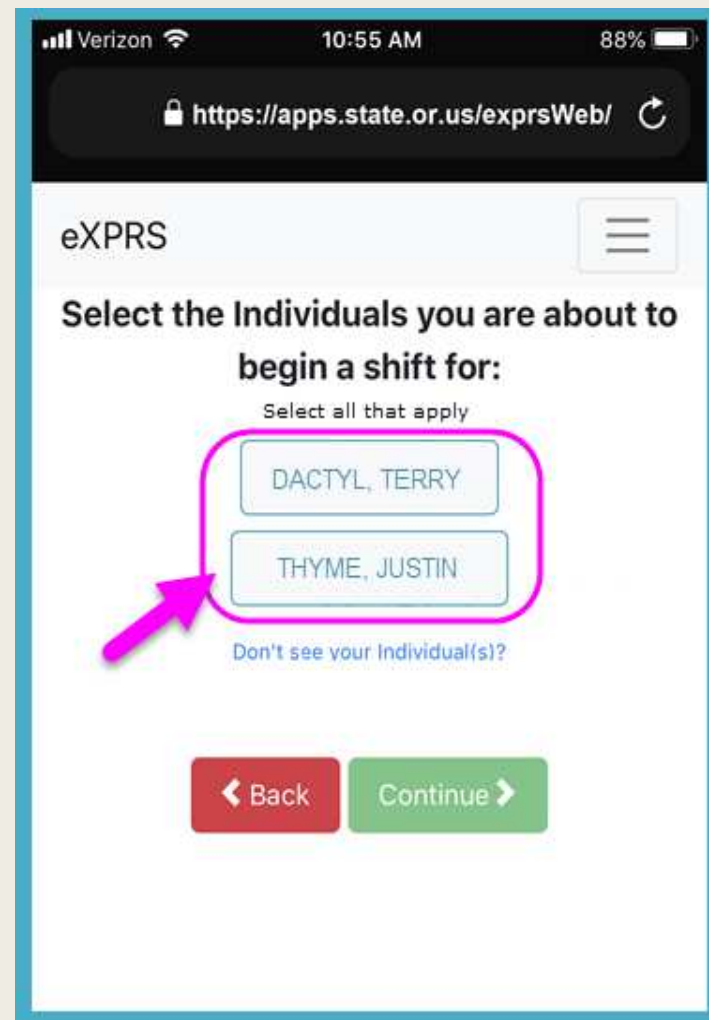 Verizon 10:55 AM 88%
https://apps.state.or.us/exprsWeb/
eXPRS
Select the Individuals you are about to
begin a shift for:
Select all that apply
DACTYL, TERRY
THYME, JUSTIN
Don't see your Individual(s)?
Back Continue